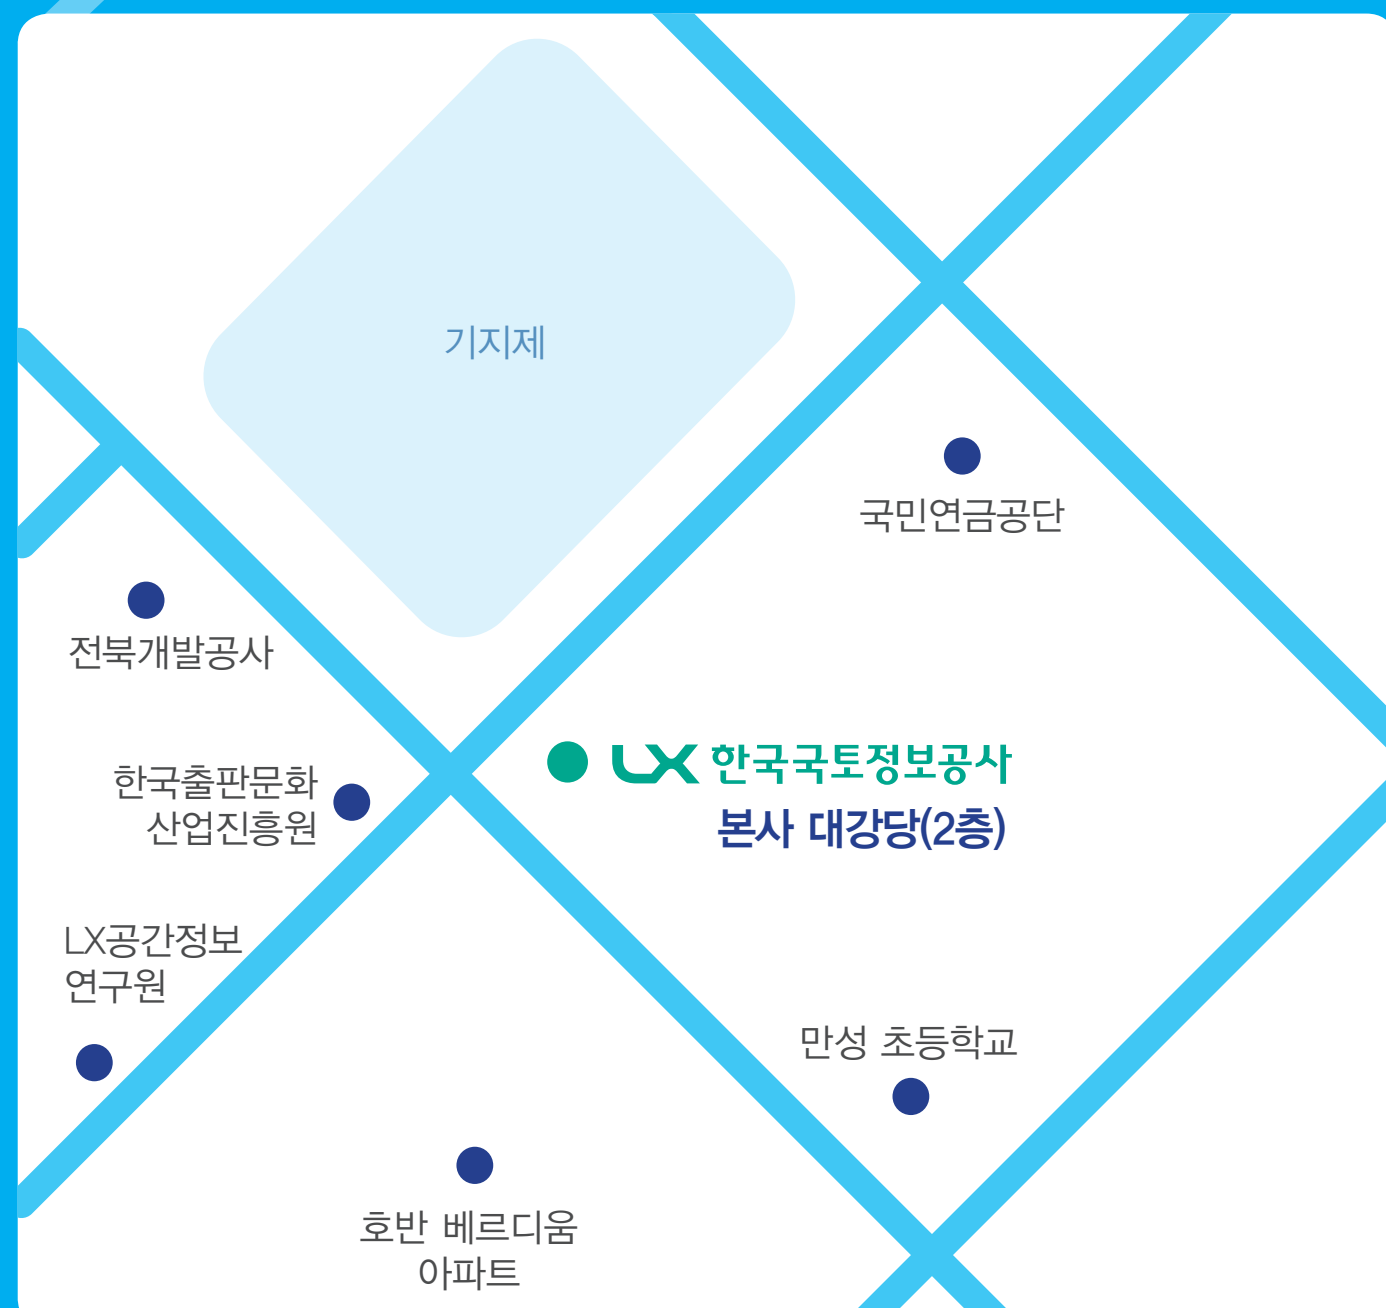 기지제
국민연금공단
전북개발공사
LX 한국국토정보공사
본사 대강당(2층)
한국출판문화
산업진흥원
LX공간정보
연구원
만성 초등학교
호반 베르디움
아파트